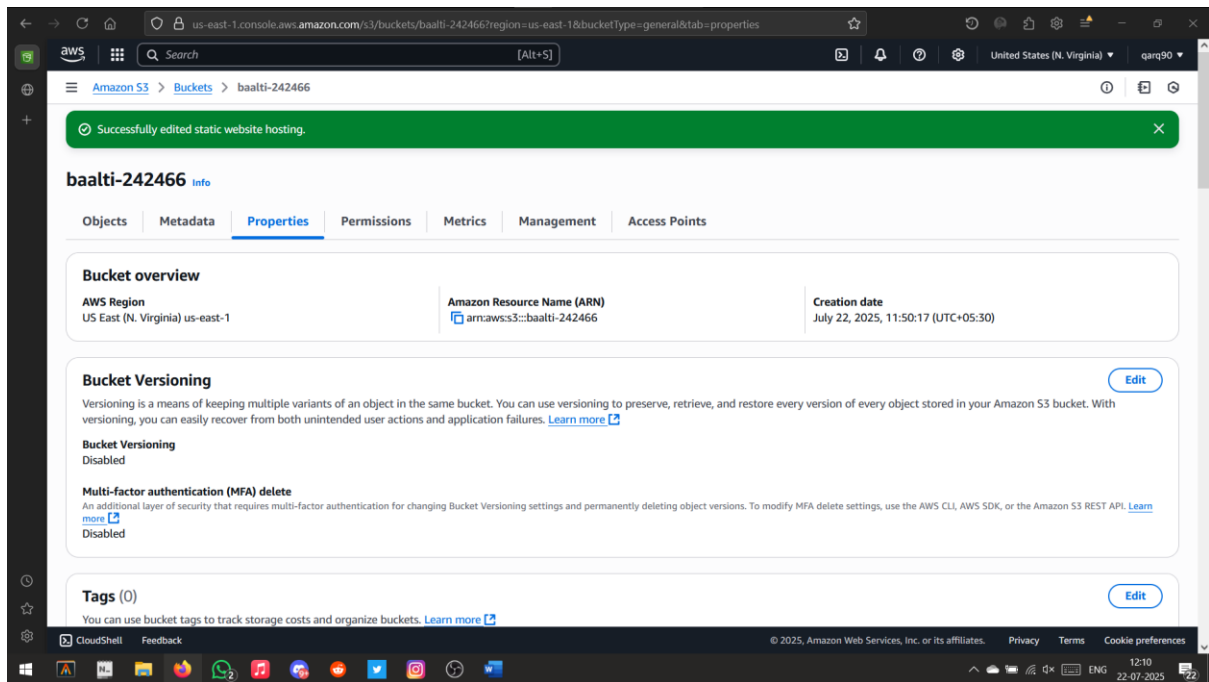 us-east-1.console.aws.amazon.com/s3/buckets/baalti-242466?region=us-east-1&bucketType=general&tab=properties
aws Search [Alt+S] United States (N. Virginia) qarq90
Amazon S3 > Buckets > baalti-242466
Successfully edited static website hosting.
baalti-242466 Info
Objects Metadata Properties Permissions Metrics Management Access Points
Bucket overview
AWS Region Amazon Resource Name (ARN) Creation date
US East (N. Virginia) us-east-1 arn:aws:s3:::baalti-242466 July 22, 2025, 11:50:17 (UTC+05:30)
Bucket Versioning Edit
Versioning is a means of keeping multiple variants of an object in the same bucket. You can use versioning to preserve, retrieve, and restore every version of every object stored in your Amazon S3 bucket. With
versioning, you can easily recover from both unintended user actions and application failures. Learn more
Bucket Versioning
Disabled
Multi-factor authentication (MFA) delete
An additional layer of security that requires multi-factor authentication for changing Bucket Versioning settings and permanently deleting object versions. To modify MFA delete settings, use the AWS CLI, AWS SDK, or the Amazon S3 REST API. Learn
more
Disabled
Tags (0) Edit
You can use bucket tags to track storage costs and organize buckets. Learn more
CloudShell Feedback © 2025, Amazon Web Services, Inc. or its affiliates. Privacy Terms Cookie preferences
2 ENG 12:10
22-07-2025 22